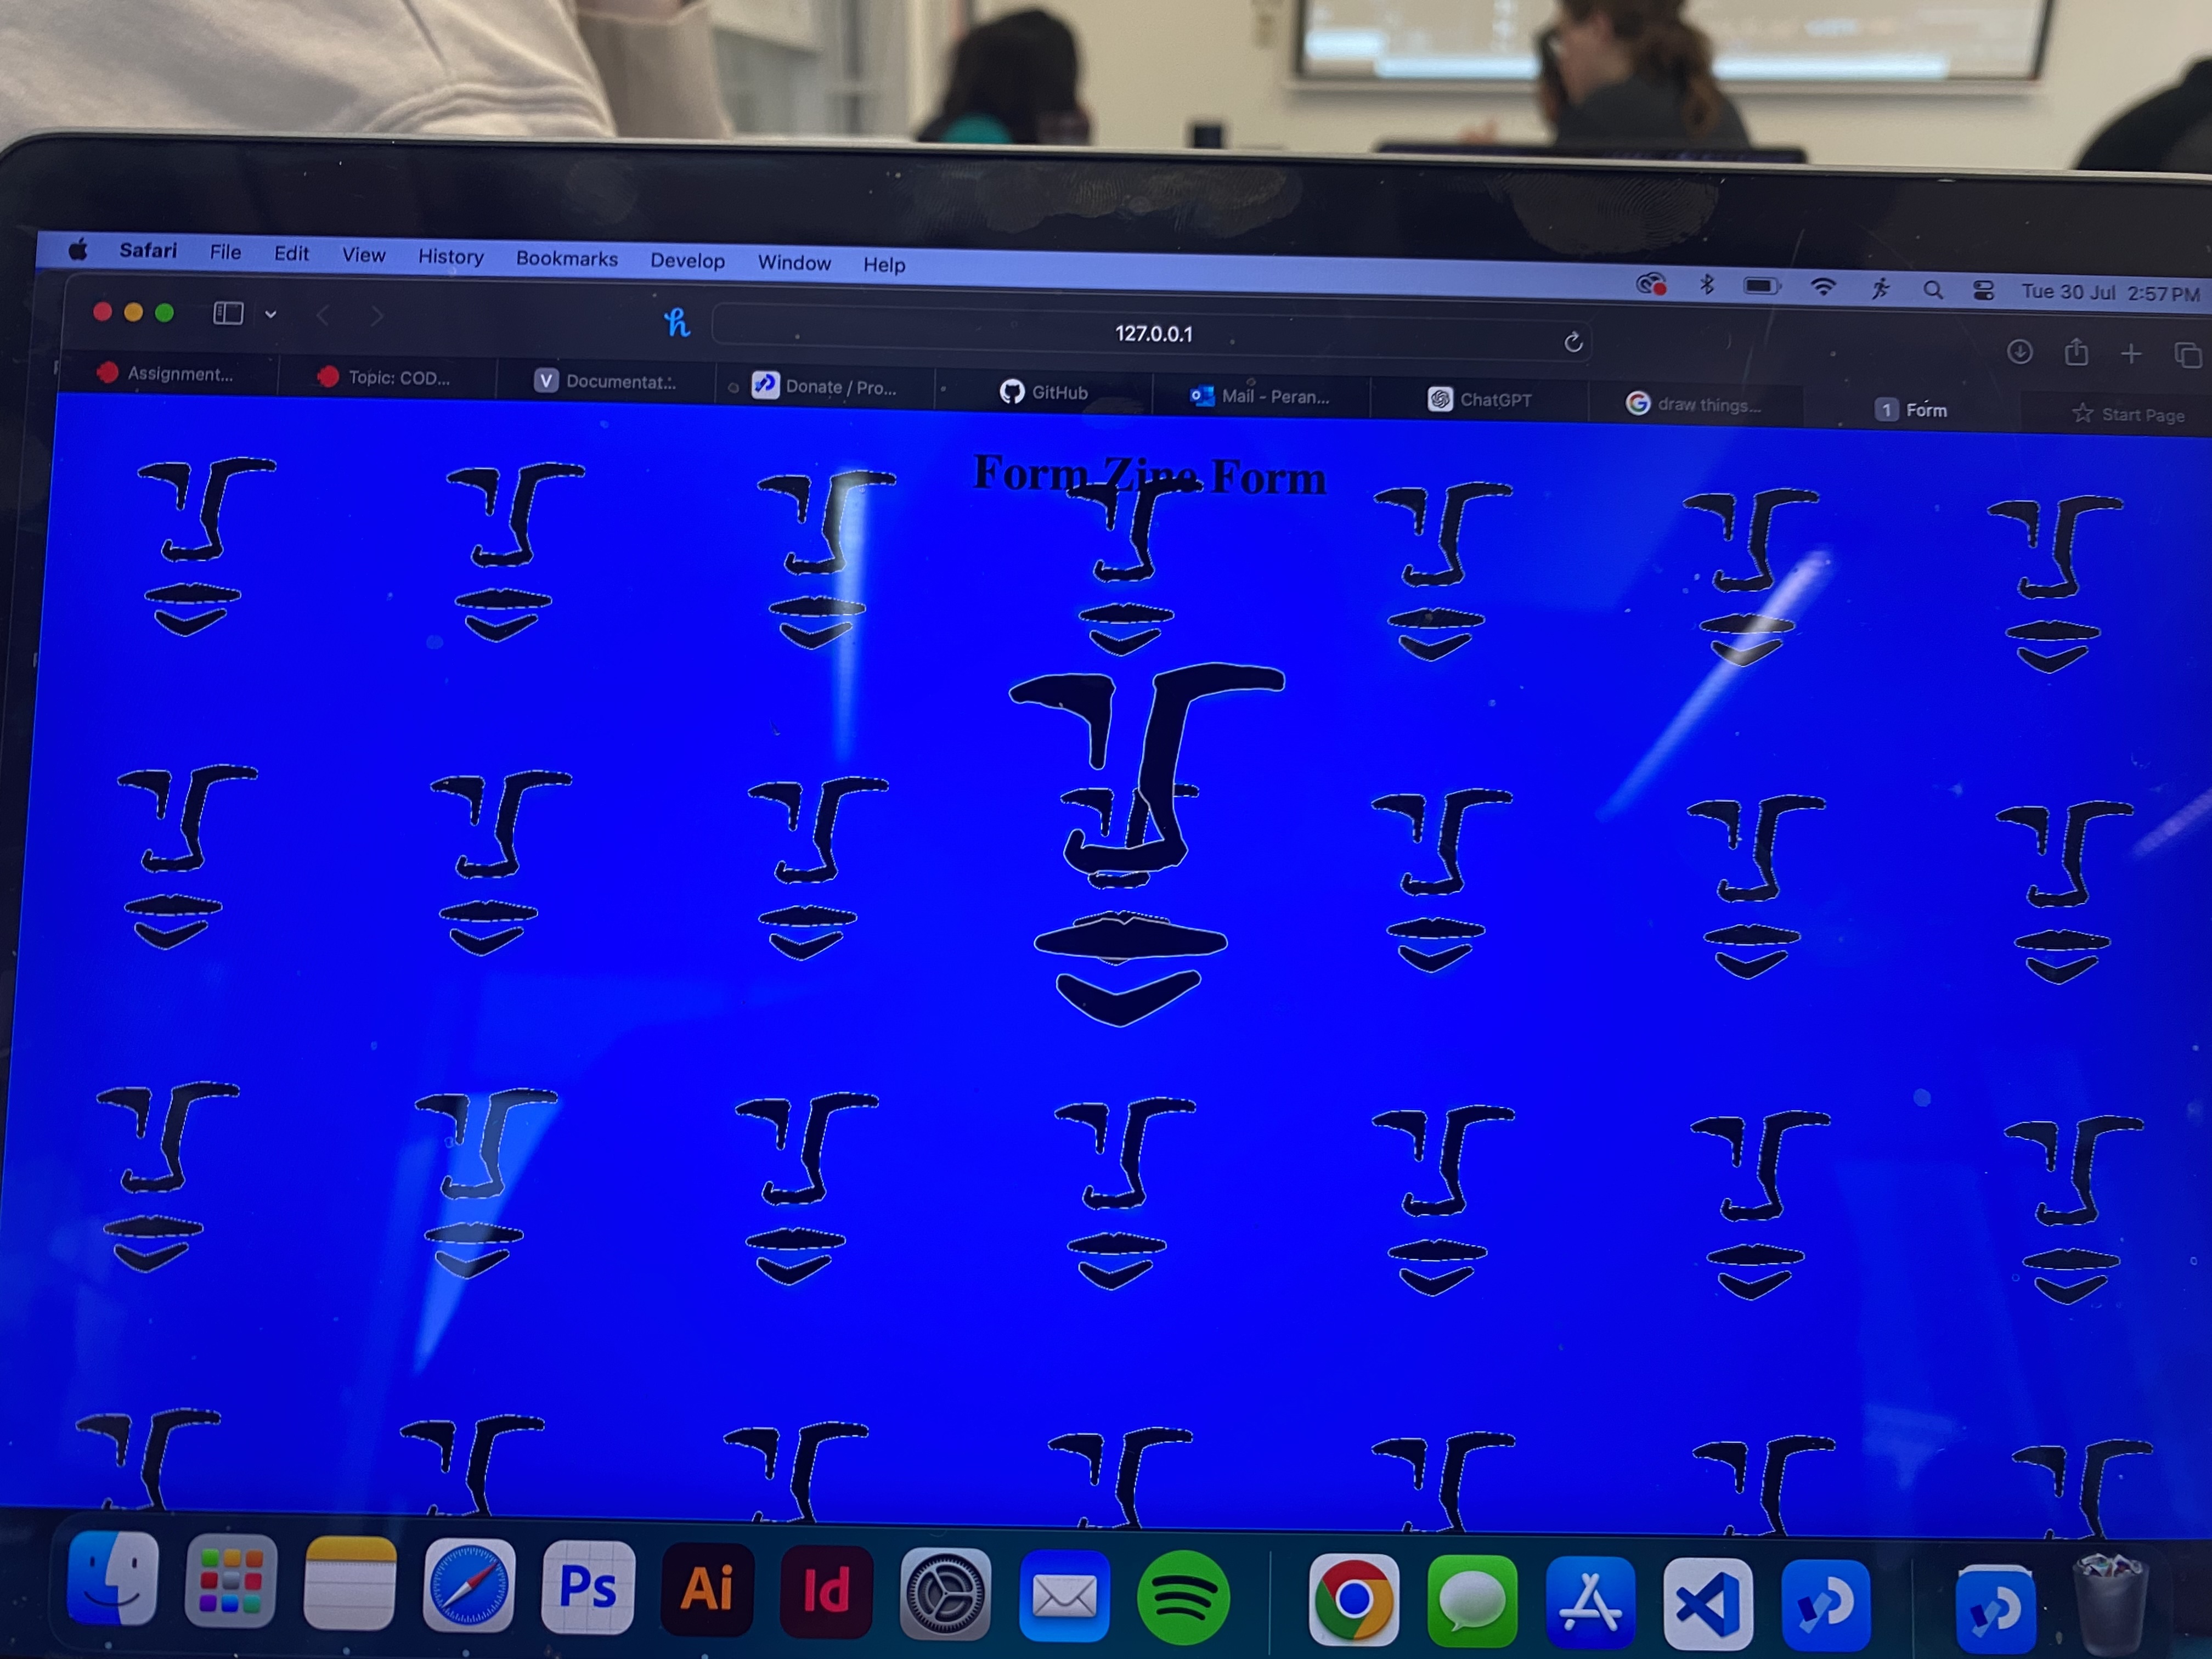 Safari File Edit View History Bookmarks Develop Window Help Tue 30 Jul 2:57 PM
127.0.0.1
Assignment... Topic: COD... V Documentat... Donate / Pro... GitHub Mail - Peran... ChatGPT draw things... 1 Form Start Page
Form Zine Form
Ps Ai Id